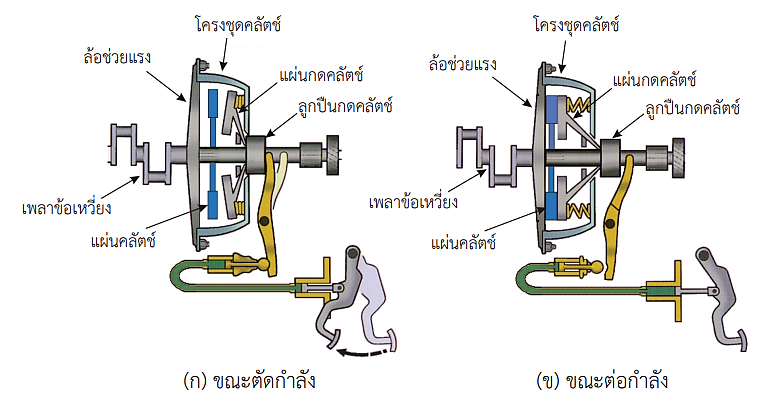 โครงชุดคลัตช์
ล้อช่วยแรง
แผ่นกดคลัตช์
ลูกปืนกดคลัตช์
เพลาข้อเหวี่ยง
แผ่นคลัตช์
(ก) ขณะตัดกำลัง
โครงชุดคลัตช์
ล้อช่วยแรง
แผ่นกดคลัตช์
ลูกปืนกดคลัตช์
เพลาข้อเหวี่ยง
แผ่นคลัตช์
(ข) ขณะต่อกำลัง